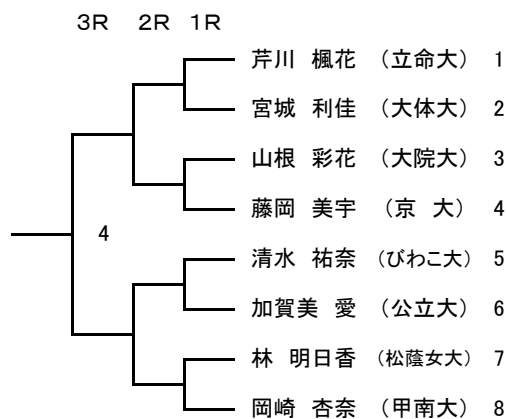 3R 2R 1R
芹川 楓花 （立命大） 1
宮城 利佳 （大体大） 2
山根 彩花 （大院大） 3
藤岡 美宇 （京 大） 4
4
清水 祐奈 （びわこ大） 5
加賀美 愛 （公立大） 6
林 明日香 （松蔭女大） 7
岡崎 杏奈 （甲南大） 8